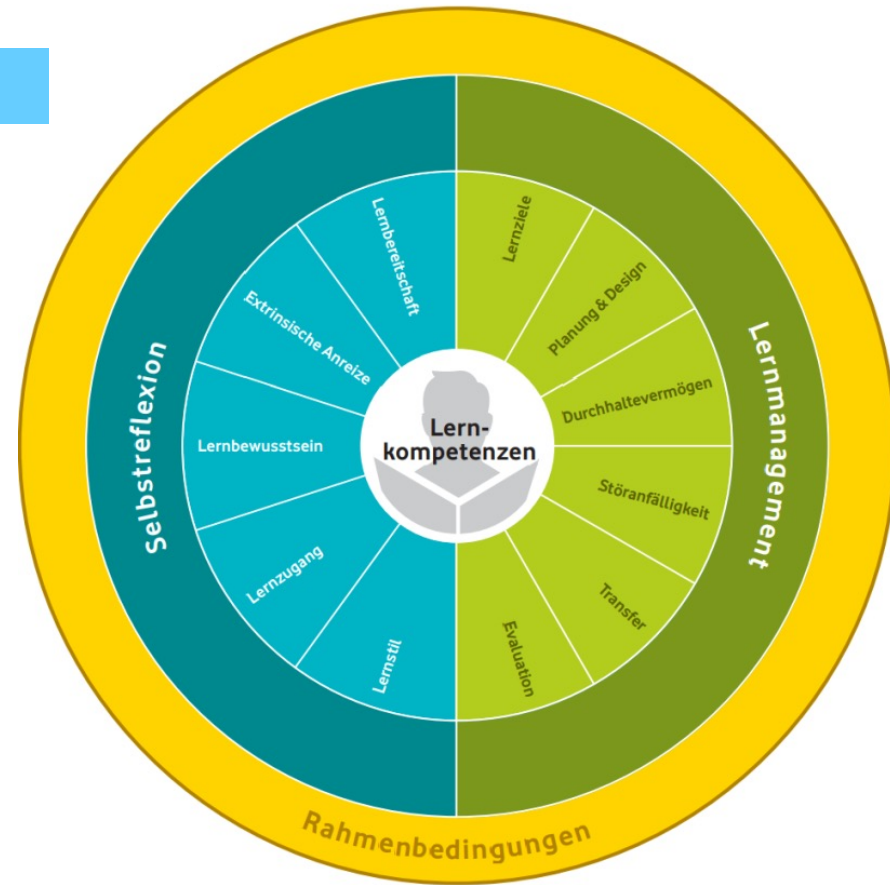 Lern-
kompetenzen
Selbstreflexion
Lernbereitschaft
Extrinsische Anreize
Lernbewusstsein
Lernzugang
Lernstil
Lernmanagement
Lernziele
Planung & Design
Durchhaltevermögen
Störanfälligkeit
Transfer
Evaluation
Rahmenbedingungen